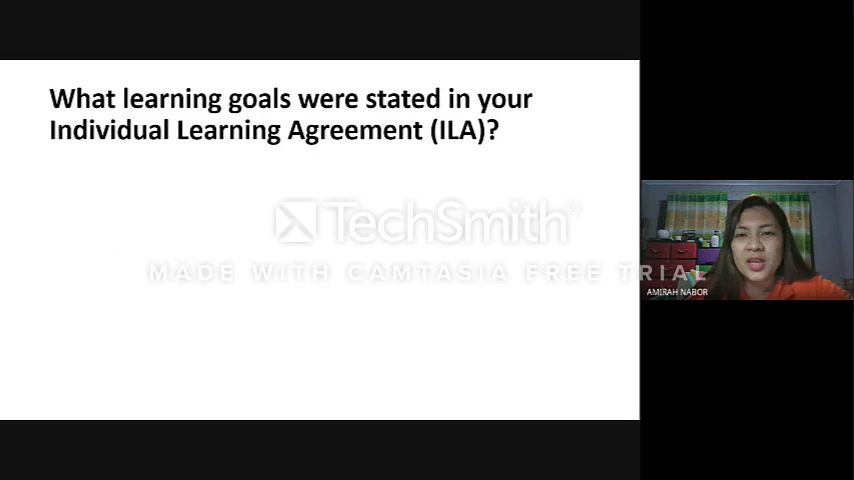 What learning goals were stated in your
Individual Learning Agreement (ILA)?
TechSmith®
MADE WITH CAMTASIA FREE TRIAL
AMIRAH NABOR